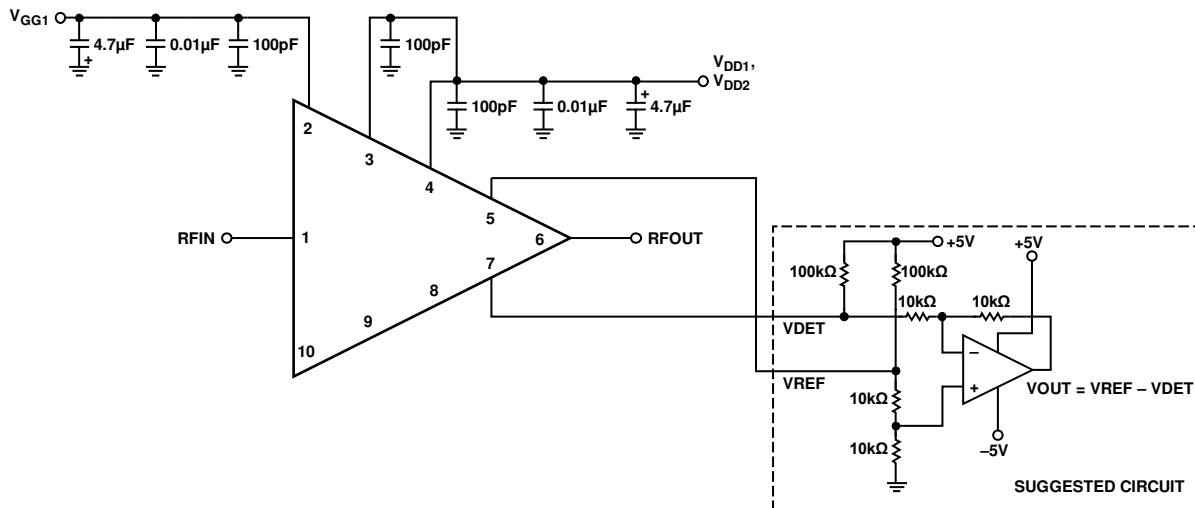 VGG1
4.7µF
0.01µF
100pF
100pF
VDD1,
VDD2
100pF
0.01µF
+
4.7µF
+
2
3
4
5
RFIN
1
6
RFOUT
7
8
9
10
+5V
+5V
100kΩ
100kΩ
10kΩ
10kΩ
VDET
VREF
–
+
10kΩ
VOUT = VREF – VDET
10kΩ
–5V
SUGGESTED CIRCUIT